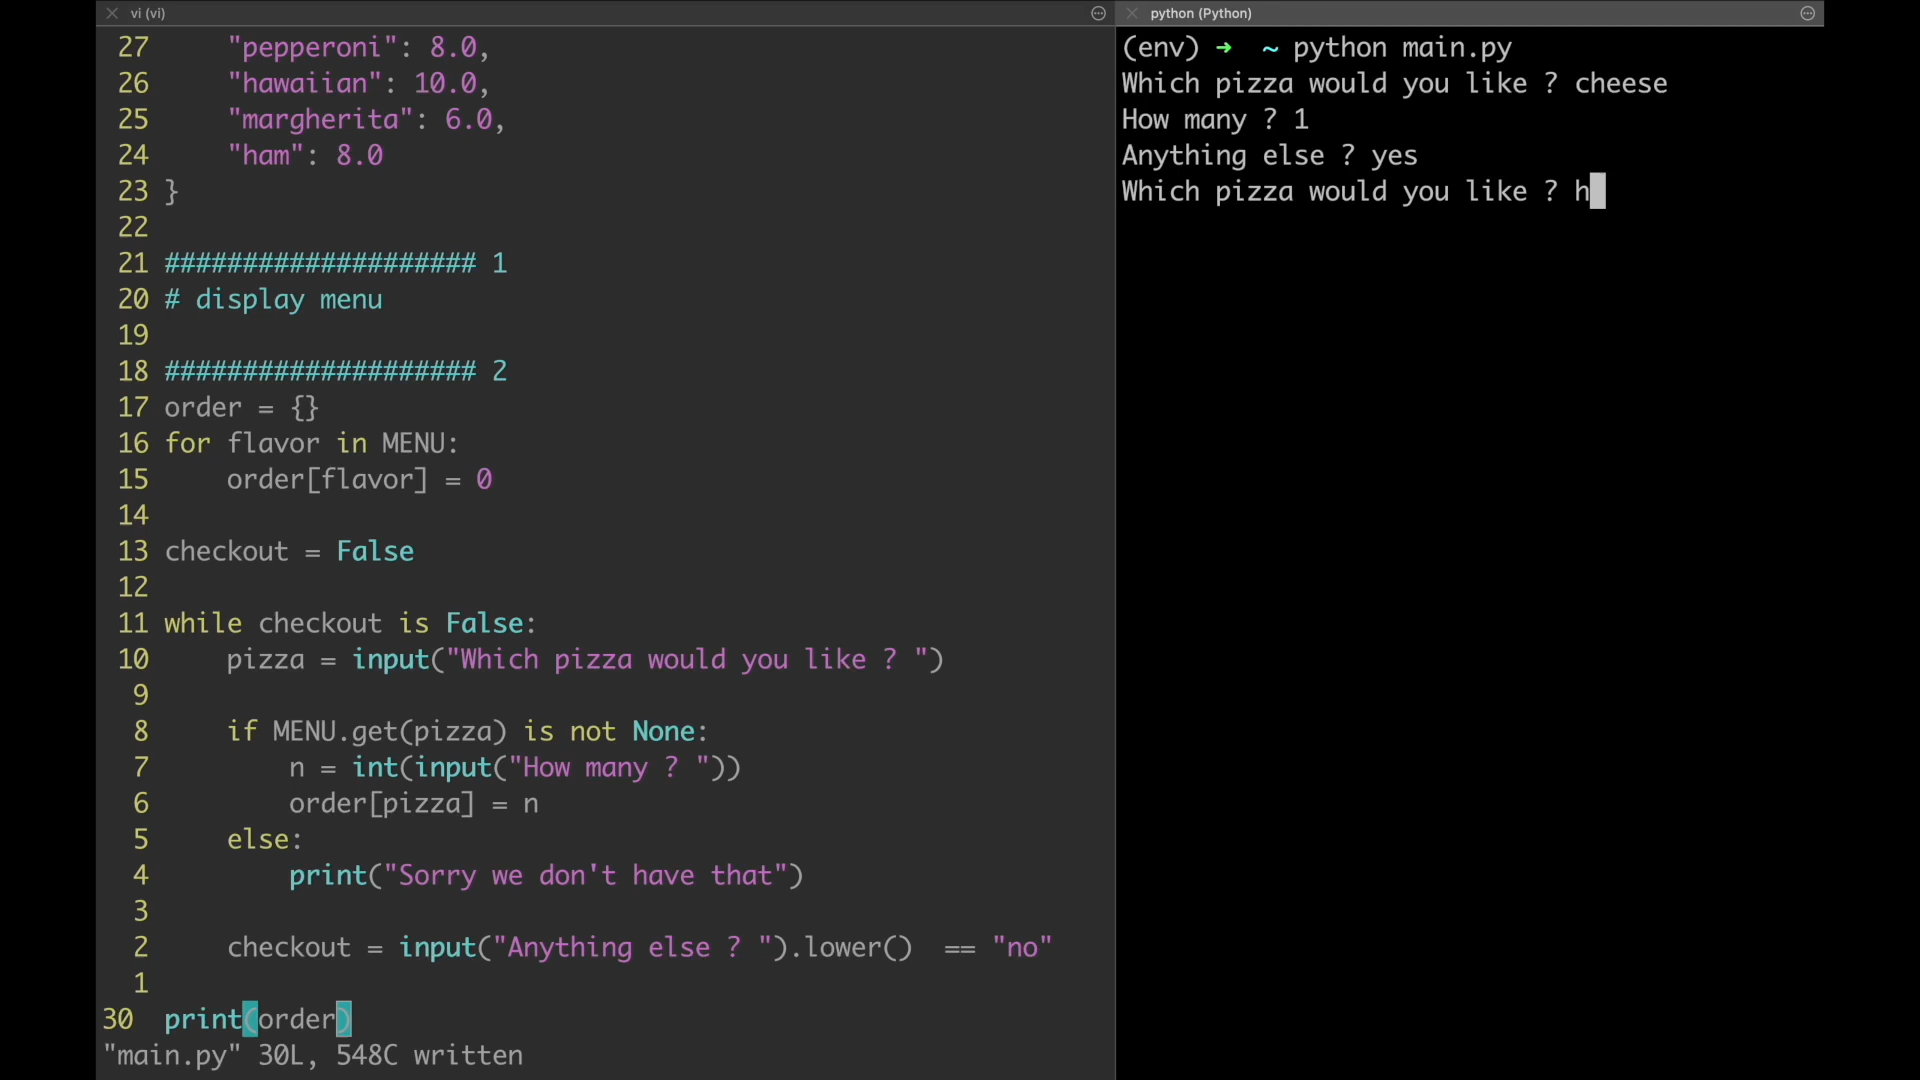 vi (vi)
27 "pepperoni": 8.0,
26 "hawaiian": 10.0,
25 "margherita": 6.0,
24 "ham": 8.0
23 }
22
21 #################### 1
20 # display menu
19
18 #################### 2
17 order = {}
16 for flavor in MENU:
15 order[flavor] = 0
14
13 checkout = False
12
11 while checkout is False:
10 pizza = input("Which pizza would you like ? ")
9
8 if MENU.get(pizza) is not None:
7 n = int(input("How many ? "))
6 order[pizza] = n
5 else:
4 print("Sorry we don't have that")
3
2 checkout = input("Anything else ? ").lower()  == "no"
1
30 print(order)
"main.py" 30L, 548C written
python (Python)
(env) ➜ ~ python main.py
Which pizza would you like ? cheese
How many ? 1
Anything else ? yes
Which pizza would you like ? h